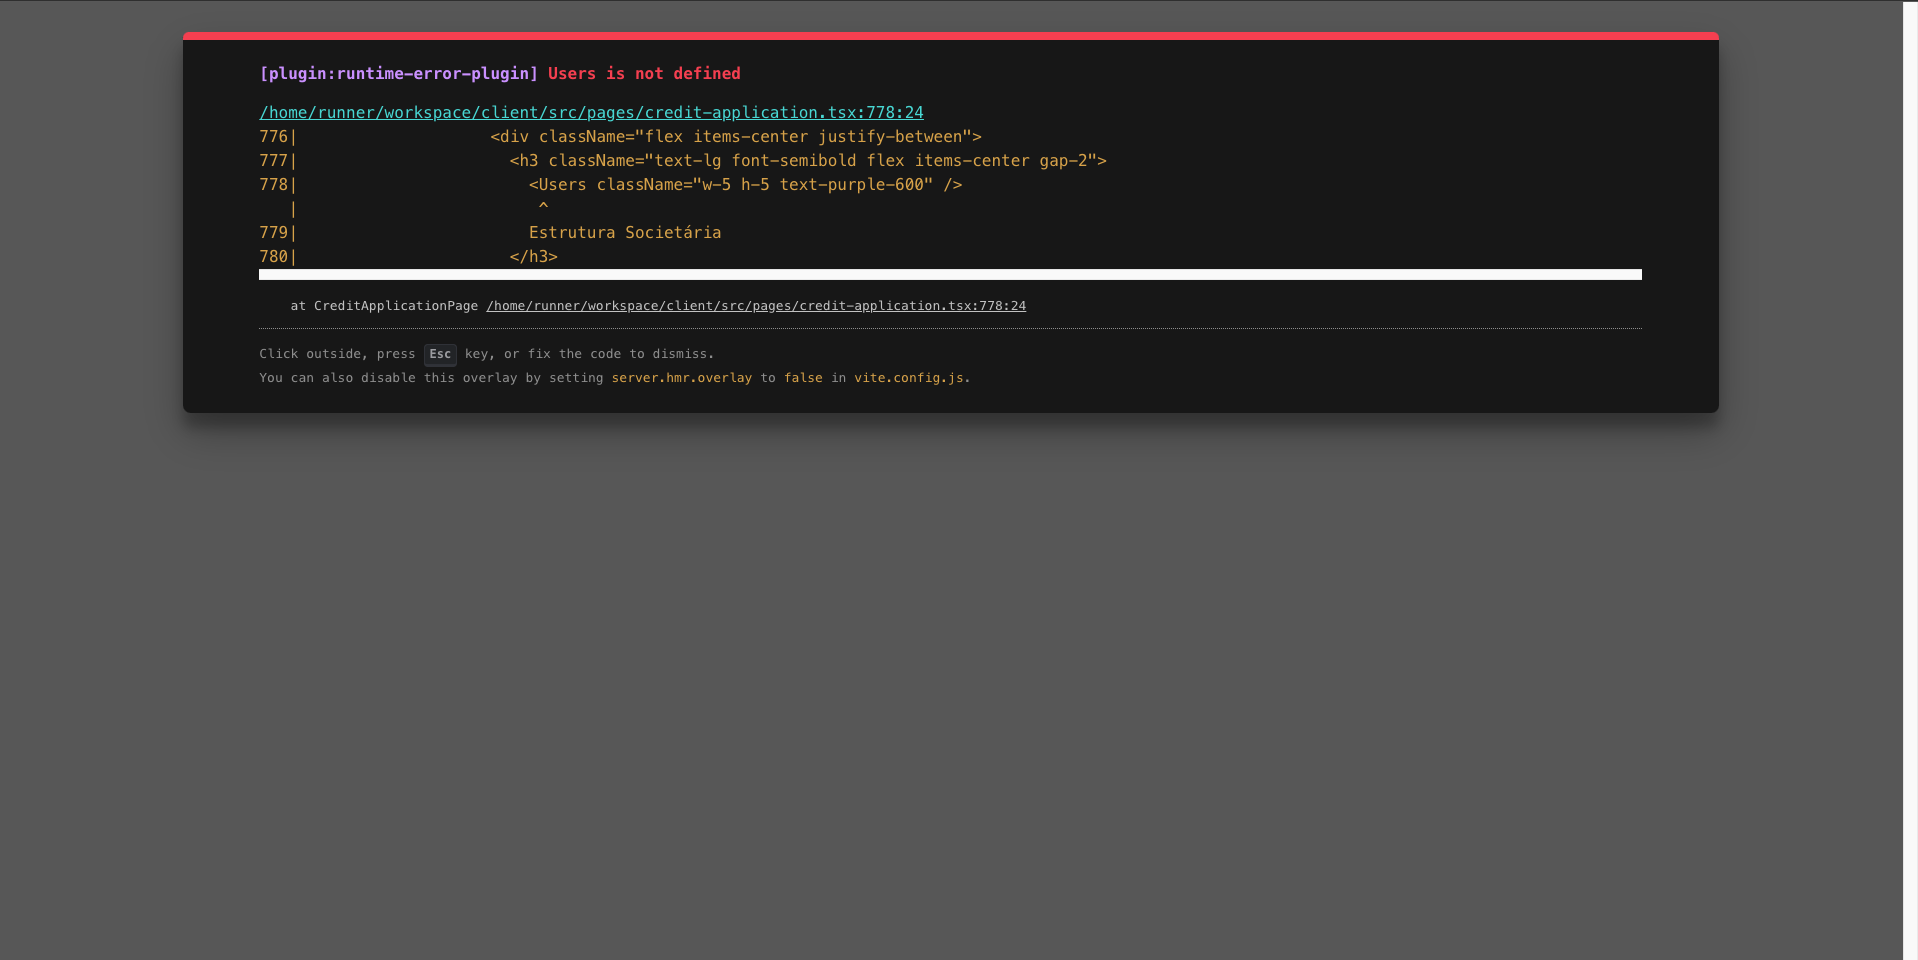 [plugin:runtime-error-plugin] Users is not defined
/home/runner/workspace/client/src/pages/credit-application.tsx:778:24
776|                    <div className="flex items-center justify-between">
777|                      <h3 className="text-lg font-semibold flex items-center gap-2">
778|                        <Users className="w-5 h-5 text-purple-600" />
   |                         ^
779|                        Estrutura Societária
780|                      </h3>
at CreditApplicationPage /home/runner/workspace/client/src/pages/credit-application.tsx:778:24
Click outside, press Esc key, or fix the code to dismiss.
You can also disable this overlay by setting server.hmr.overlay to false in vite.config.js.